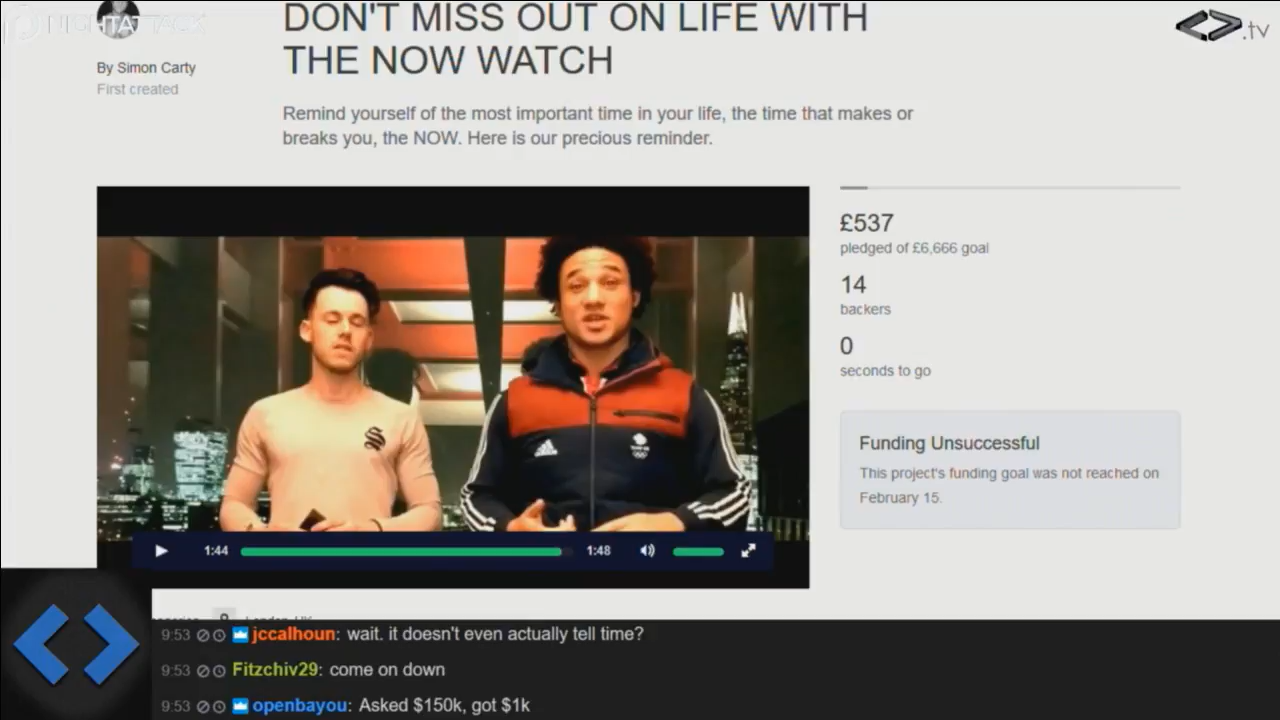 NIGHTATTACK
.tv
DON'T MISS OUT ON LIFE WITH
THE NOW WATCH
By Simon Carty
First created
Remind yourself of the most important time in your life, the time that makes or
breaks you, the NOW. Here is our precious reminder.
£537
pledged of £6,666 goal
14
backers
0
seconds to go
Funding Unsuccessful
This project's funding goal was not reached on
February 15.
1:44
1:48
9:53 jccalhoun: wait. it doesn't even actually tell time?
9:53 Fitzchiv29: come on down
9:53 openbayou: Asked $150k, got $1k